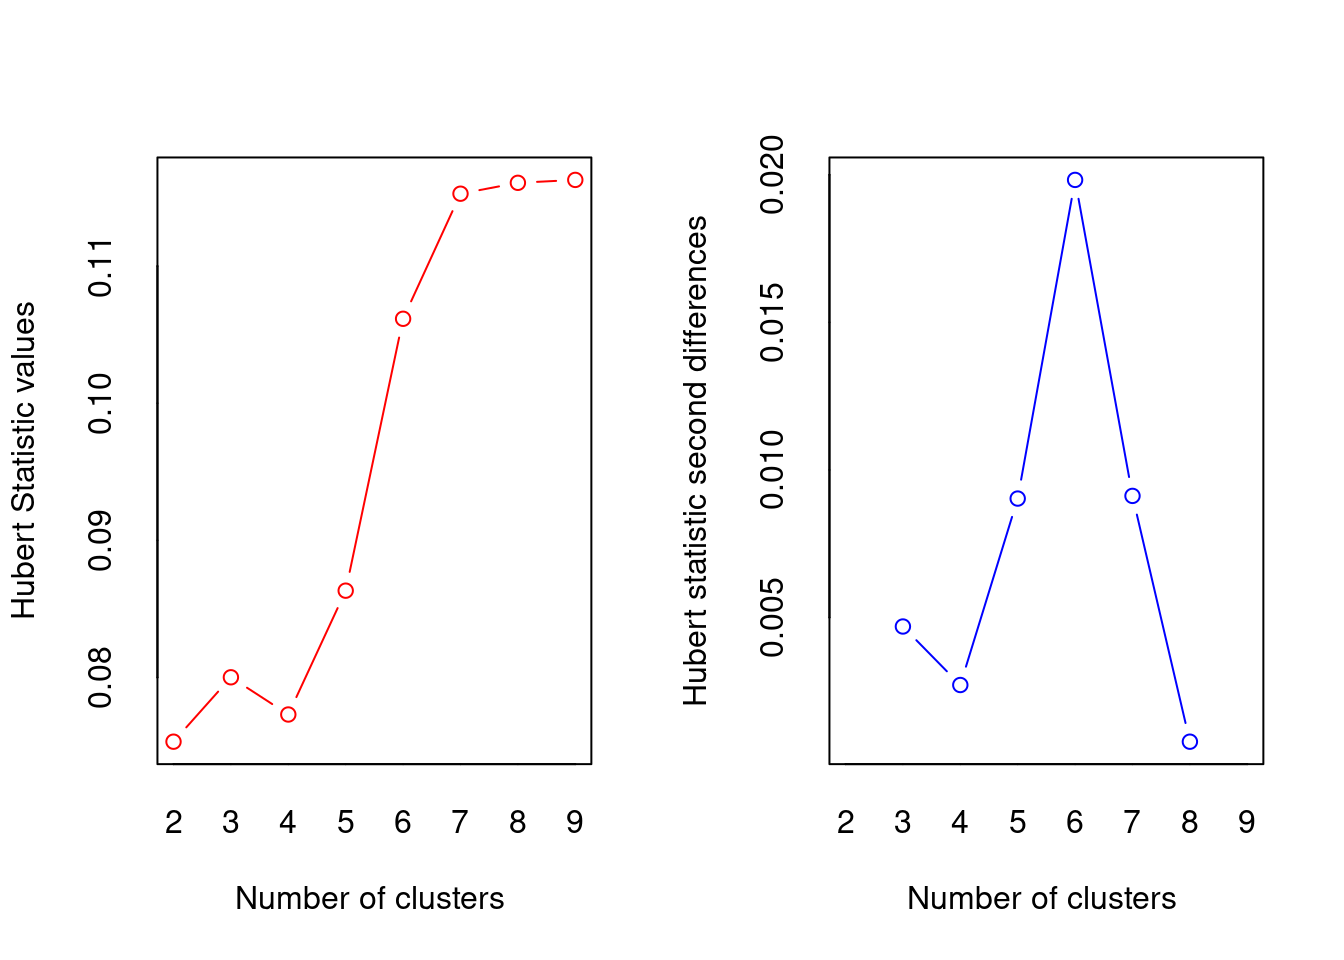 Hubert Statistic values
0.11
0.10
0.09
0.08
2 3 4 5 6 7 8 9
Number of clusters
Hubert statistic second differences
0.020
0.015
0.010
0.005
2 3 4 5 6 7 8 9
Number of clusters